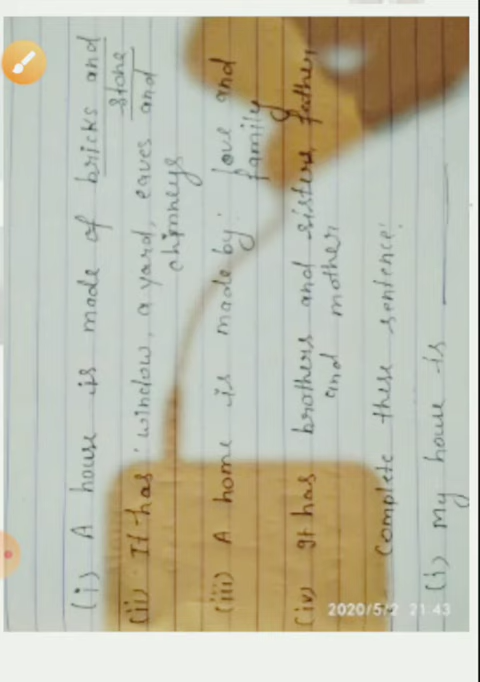 (i) A house is made of bricks and
stone
(ii) It has window, a yard, eaves and
chimneys
(iii) A home is made by love and
family
(iv) It has brothers and sisters, father,
and mother
complete these sentence:
(i) My house is
2020/5/2 21:43